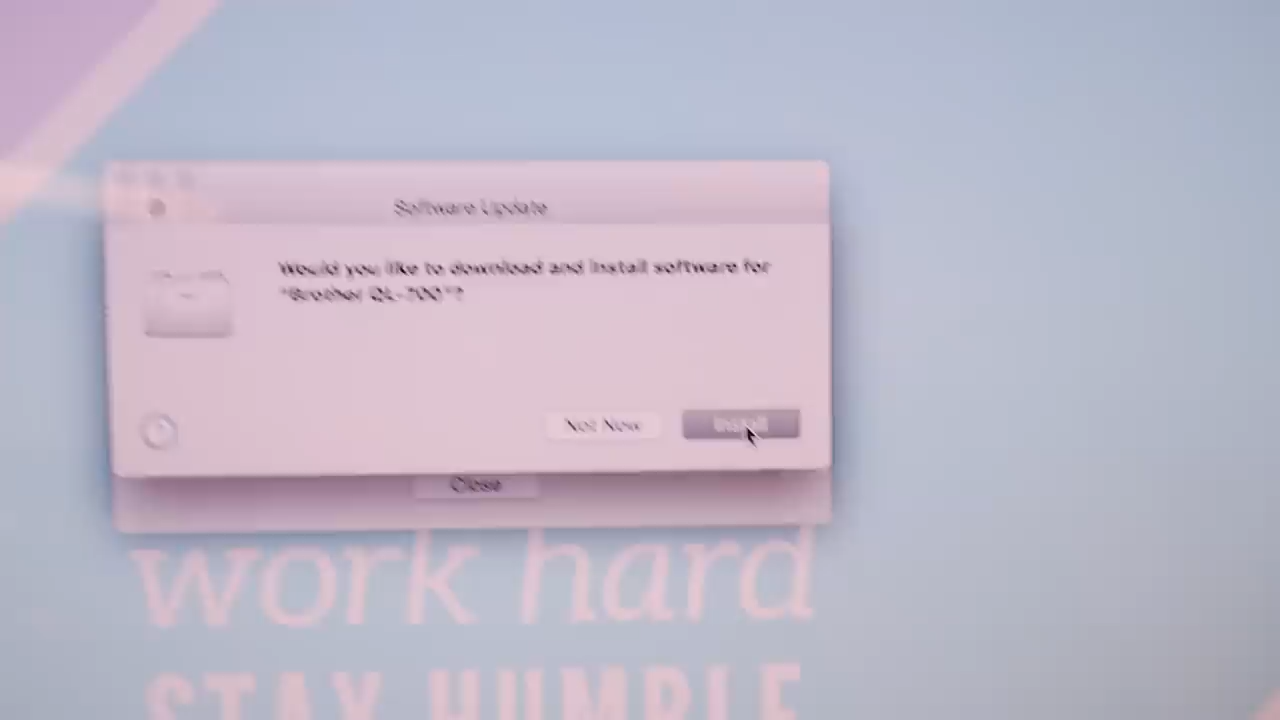 Software Update
Would you like to download and install software for
"Brother QL-700"?
Not Now
Install
Close
work hard
STAY HUMBLE